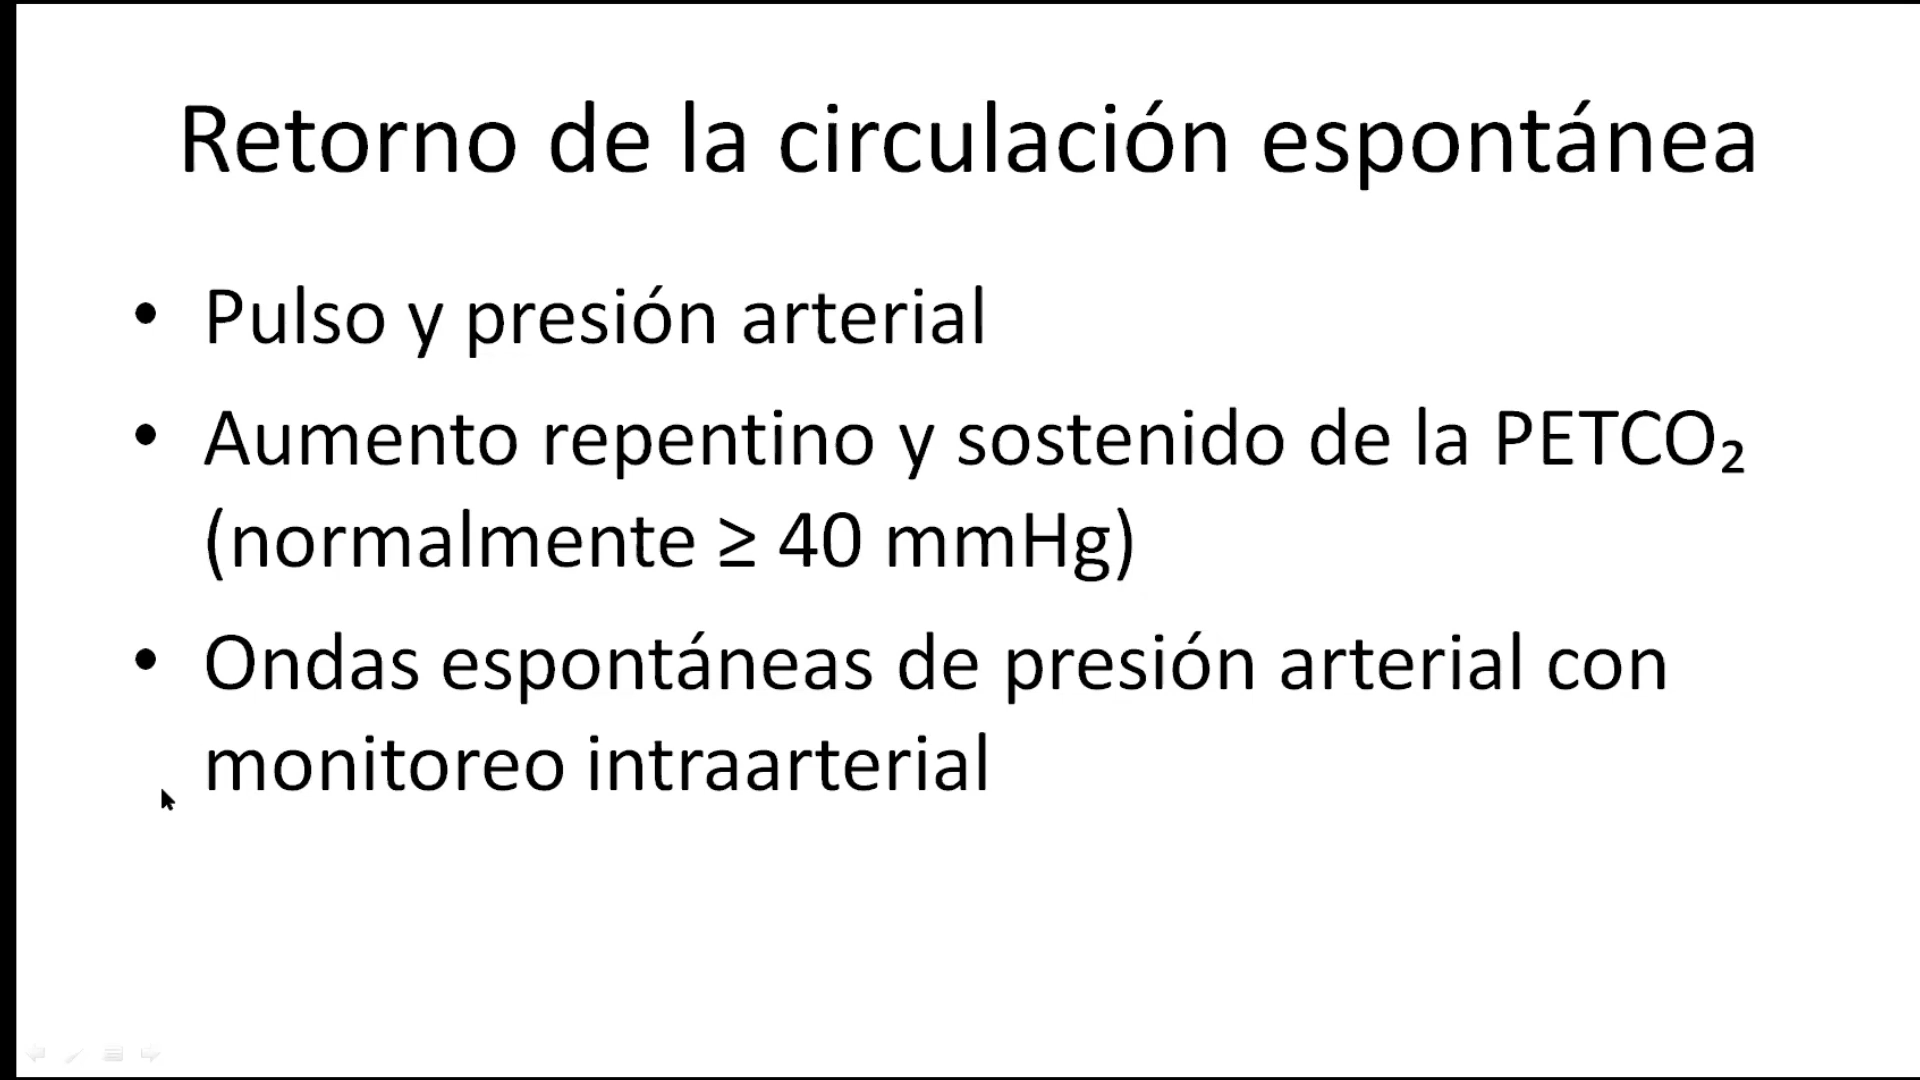 Retorno de la circulación espontánea
• Pulso y presión arterial
• Aumento repentino y sostenido de la PETCO₂
(normalmente ≥ 40 mmHg)
• Ondas espontáneas de presión arterial con
monitoreo intraarterial